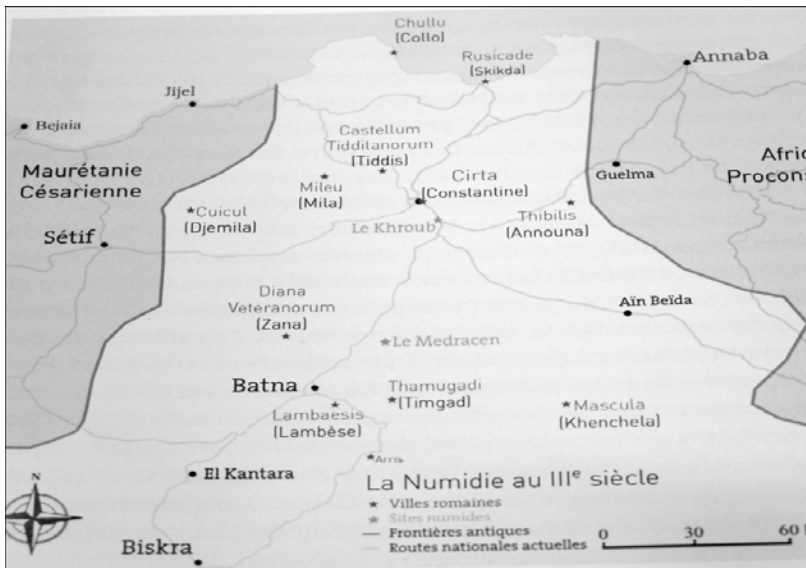 Chullu
(Collo)
Rusicade
(Skikda)
Annaba
Jijel
Bejaia
Castellum
Tidditanorum
(Tiddis)
Maurétanie
Césarienne
Mileu
(Mila)
Cirta
(Constantine)
Guelma
Afri
Procons
Cuicul
(Djemila)
Le Khroub
Thibilis
(Announa)
Sétif
Diana
Veteranorum
(Zana)
Aïn Beïda
Le Medracen
Batna
Thamugadi
(Timgad)
Lambaesis
(Lambèse)
Mascula
(Khenchela)
Arris
El Kantara
La Numidie au IIIe siècle
Villes romaines
Sites numides
Frontières antiques
Routes nationales actuelles
N
0 30 60
Biskra